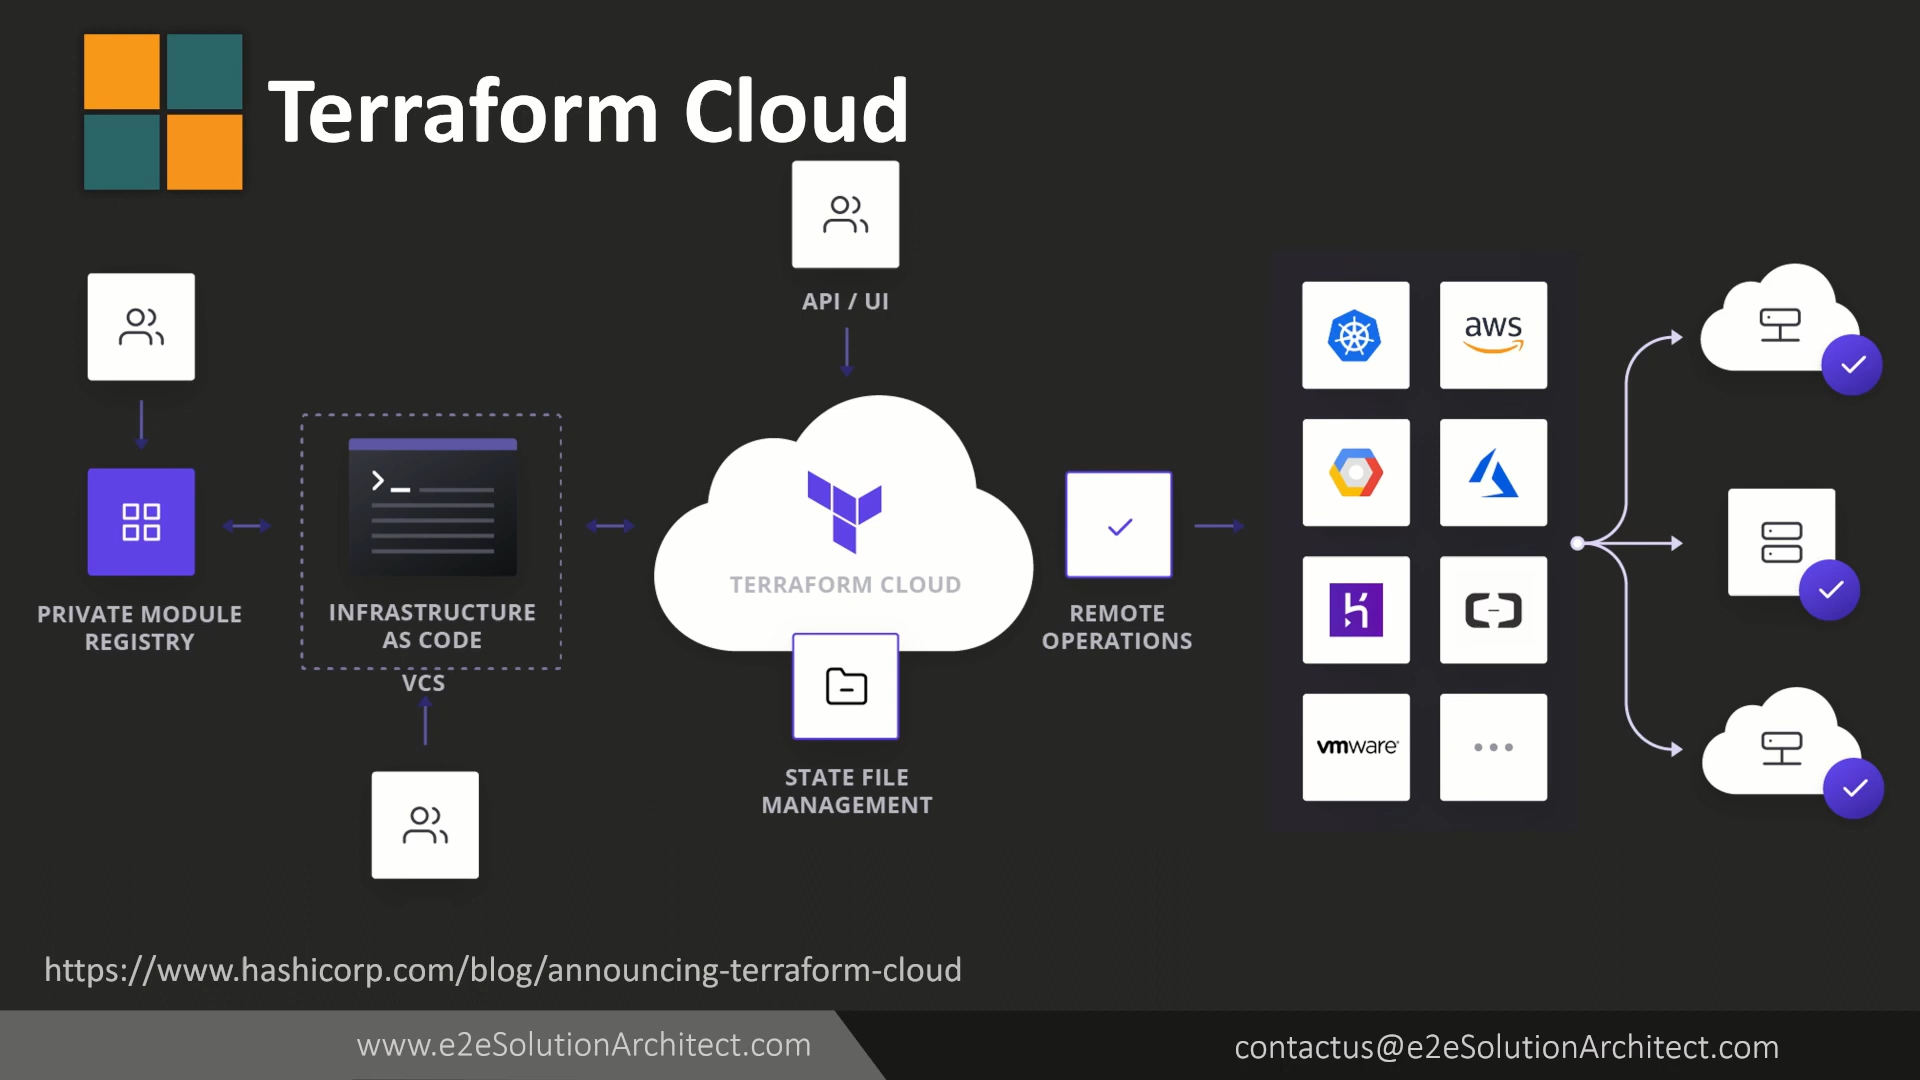 Terraform Cloud
API / UI
PRIVATE MODULE
REGISTRY
INFRASTRUCTURE
AS CODE
VCS
TERRAFORM CLOUD
STATE FILE
MANAGEMENT
REMOTE
OPERATIONS
aws
vmware
https://www.hashicorp.com/blog/announcing-terraform-cloud
www.e2eSolutionArchitect.com
contactus@e2eSolutionArchitect.com